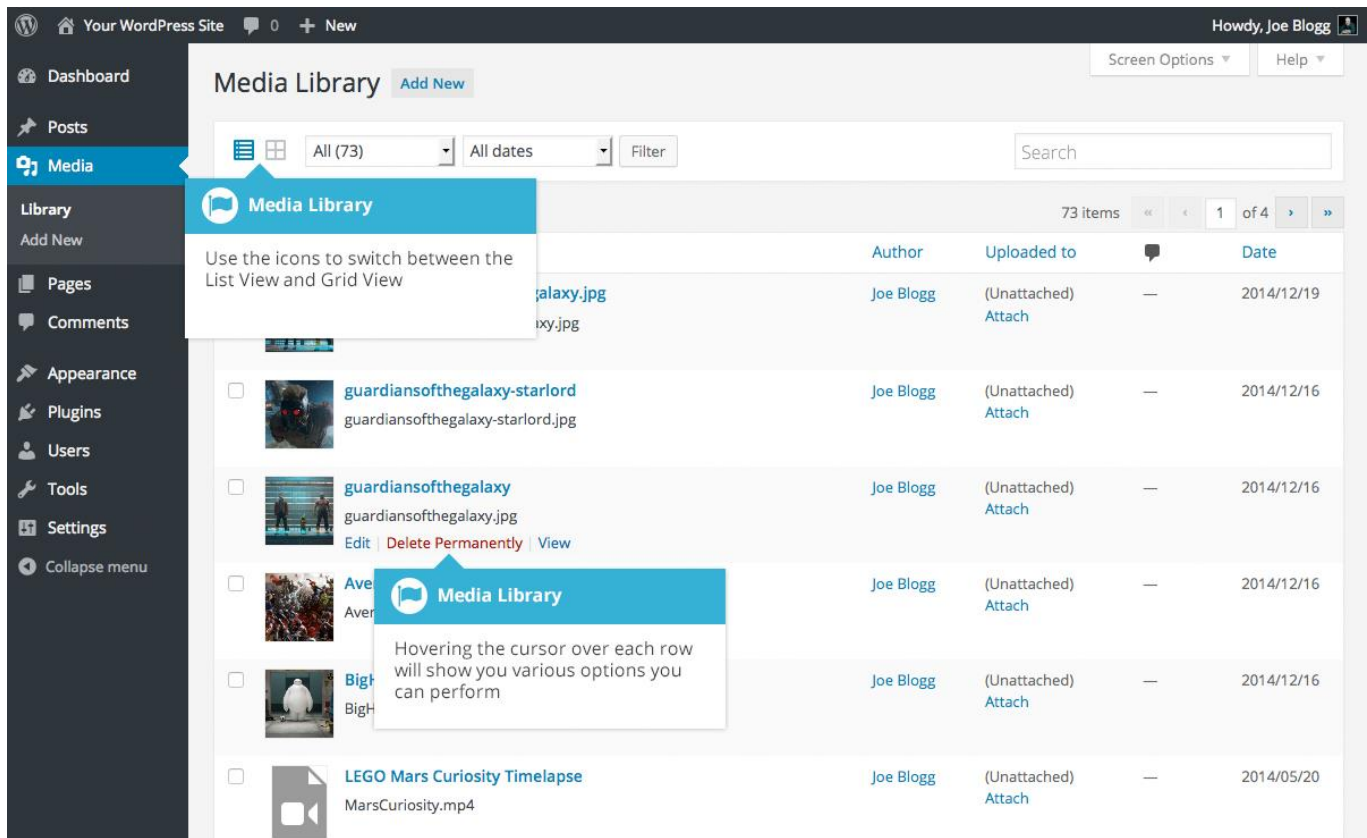 Your WordPress Site 0 + New Howdy, Joe Blogg
Screen Options Help
Dashboard
Posts
Media
Library
Add New
Pages
Comments
Appearance
Plugins
Users
Tools
Settings
Collapse menu
Media Library Add New
All (73) All dates Filter Search
Media Library
Use the icons to switch between the
List View and Grid View
73 items « ‹ 1 of 4 › »
Author Uploaded to Date
galaxy.jpg Joe Blogg (Unattached) — 2014/12/19
xy.jpg Attach
guardiansofthegalaxy-starlord Joe Blogg (Unattached) — 2014/12/16
guardiansofthegalaxy-starlord.jpg Attach
guardiansofthegalaxy Joe Blogg (Unattached) — 2014/12/16
guardiansofthegalaxy.jpg Attach
Edit | Delete Permanently | View
Ave Joe Blogg (Unattached) — 2014/12/16
Aver Attach
Media Library
Hovering the cursor over each row
will show you various options you
can perform
BigH Joe Blogg (Unattached) — 2014/12/16
BigH Attach
LEGO Mars Curiosity Timelapse Joe Blogg (Unattached) — 2014/05/20
MarsCuriosity.mp4 Attach